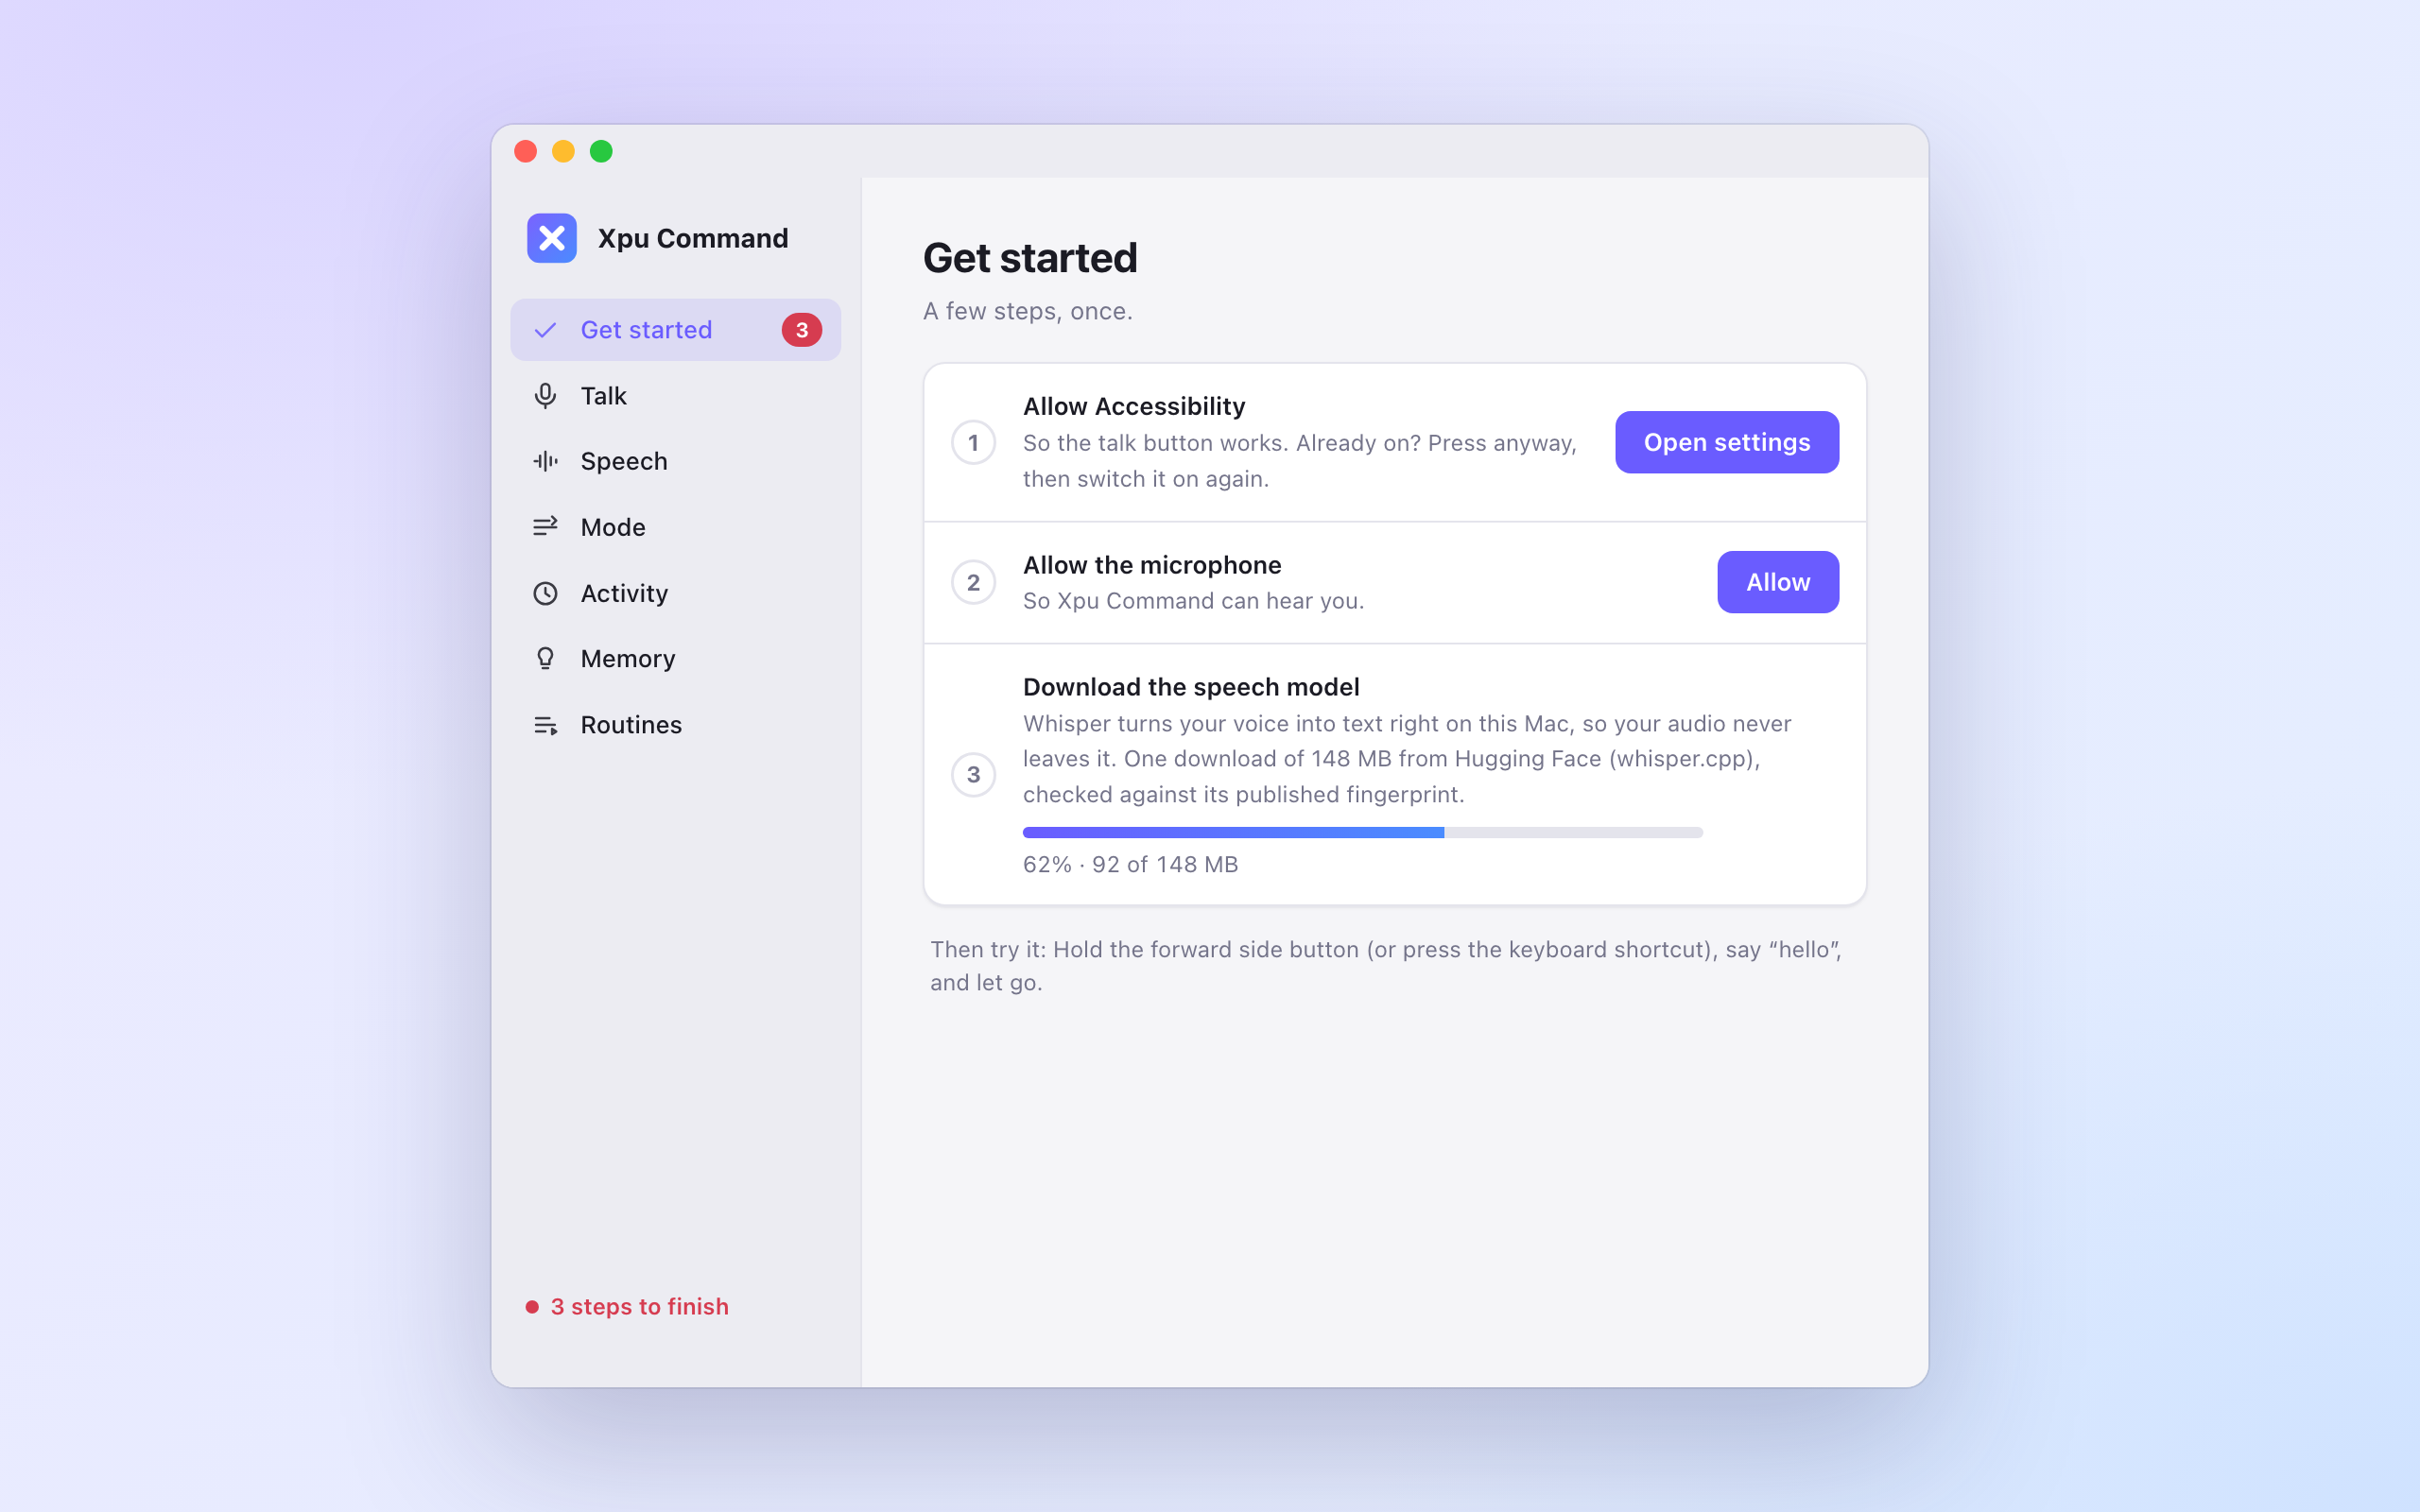 Xpu Command
Get started
3
Talk
Speech
Mode
Activity
Memory
Routines
3 steps to finish
Get started
A few steps, once.
1
Allow Accessibility
So the talk button works. Already on? Press anyway,
then switch it on again.
Open settings
2
Allow the microphone
So Xpu Command can hear you.
Allow
3
Download the speech model
Whisper turns your voice into text right on this Mac, so your audio never
leaves it. One download of 148 MB from Hugging Face (whisper.cpp),
checked against its published fingerprint.
62% · 92 of 148 MB
Then try it: Hold the forward side button (or press the keyboard shortcut), say “hello”,
and let go.